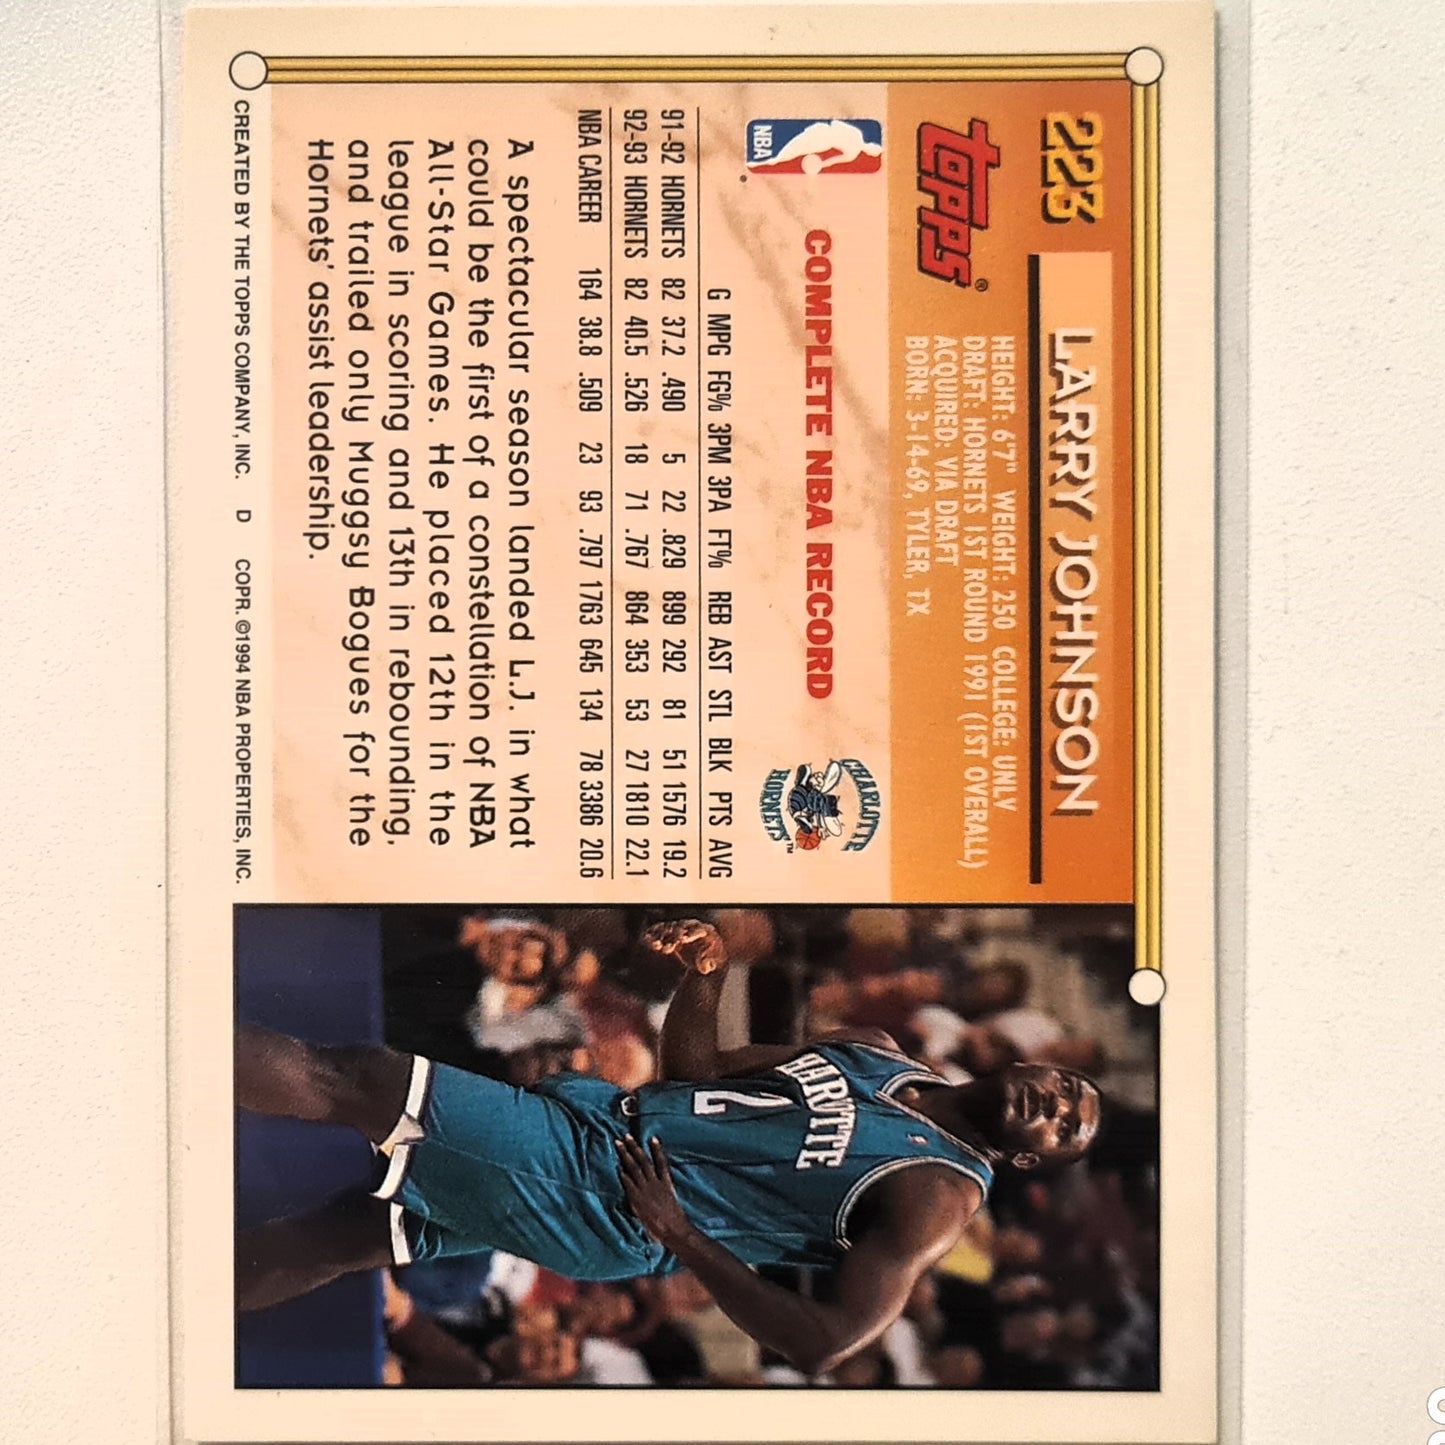 223
LARRY JOHNSON
TOPPS®
HEIGHT: 6'7" WEIGHT: 250 COLLEGE: UNLV
DRAFT: HORNETS 1ST ROUND 1991 (1ST OVERALL)
ACQUIRED: VIA DRAFT
BORN: 3-14-69, TYLER, TX
NBA
COMPLETE NBA RECORD
CHARLOTTE HORNETS™
G MPG FG% 3PM 3PA FT% REB AST STL BLK PTS AVG
91-92 HORNETS 82 37.2 .490 5 22 .829 899 292 81 51 1576 19.2
92-93 HORNETS 82 40.5 .526 18 71 .767 864 353 53 27 1810 22.1
NBA CAREER 164 38.8 .509 23 93 .797 1763 645 134 78 3386 20.6
A spectacular season landed L.J. in what
could be the first of a constellation of NBA
All-Star Games. He placed 12th in the
league in scoring and 13th in rebounding,
and trailed only Muggsy Bogues for the
Hornets' assist leadership.
CREATED BY THE TOPPS COMPANY, INC. D COPR. ©1994 NBA PROPERTIES, INC.
HARLOTTE
2